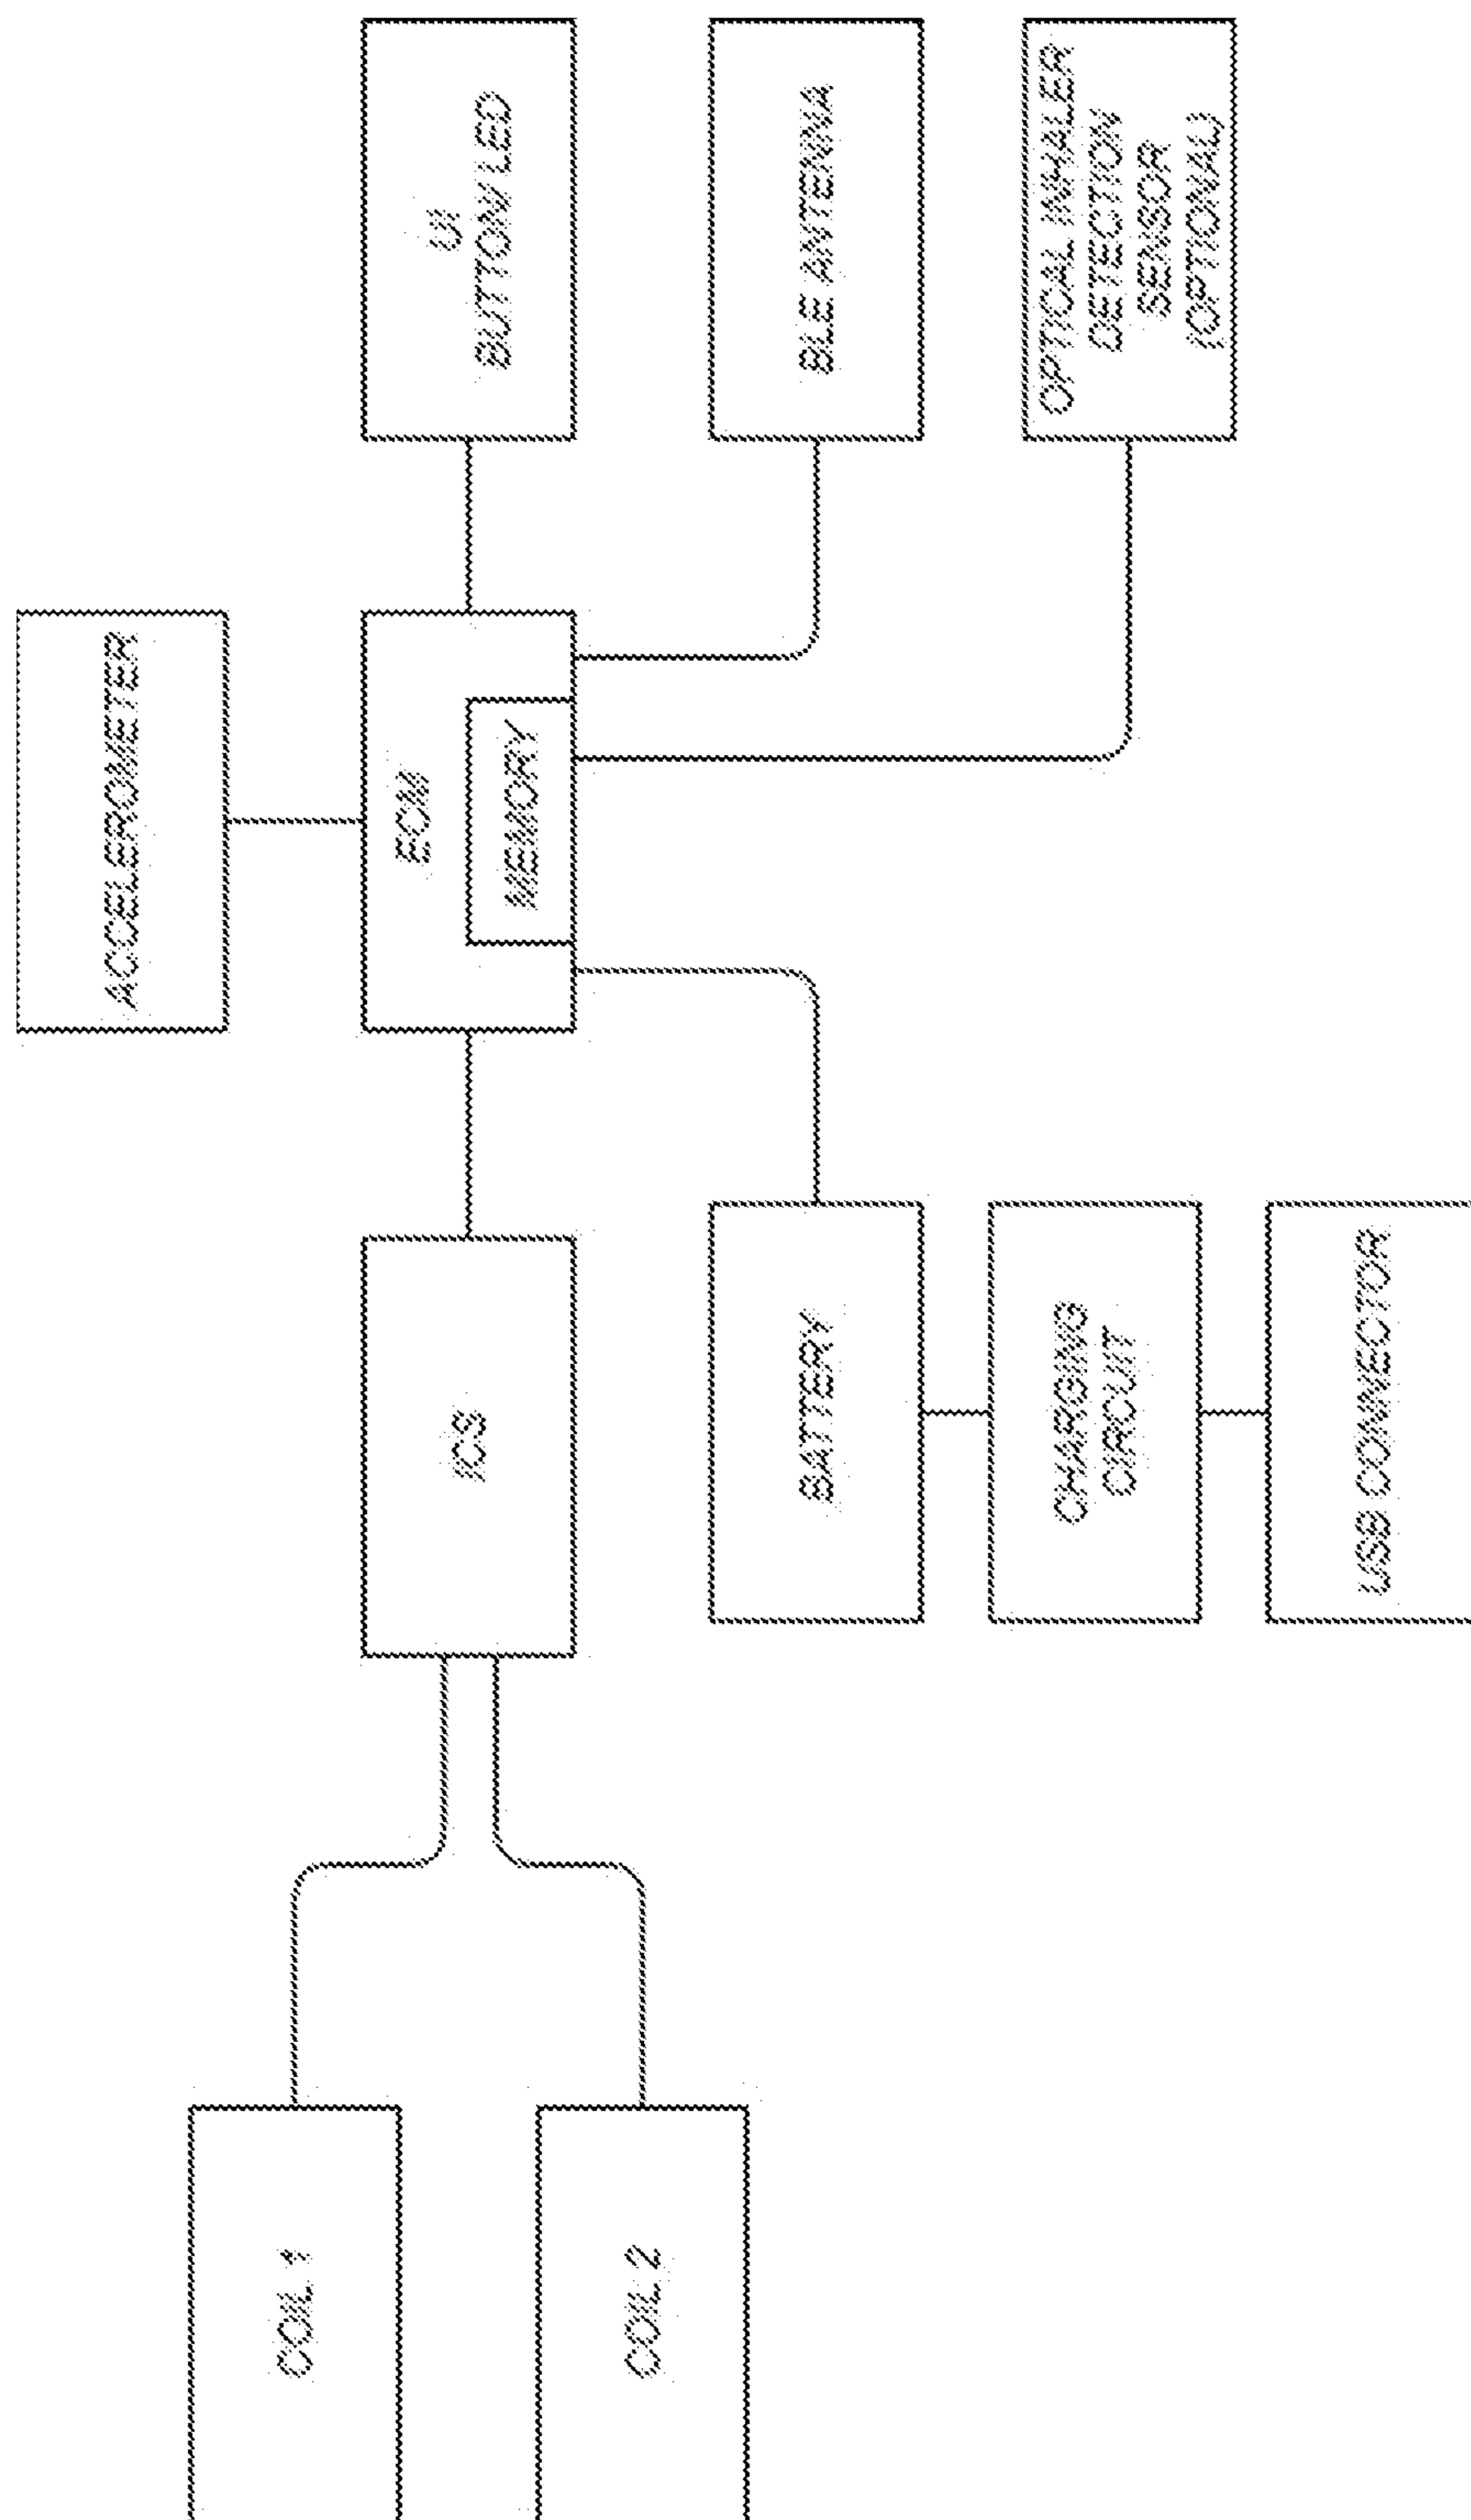 ACCELEROMETER
COIL 1
ICS
ECM
MEMORY
UI
BUTTON/ LED
COIL 2
BATTERY
BLE ANTENNA
CHARGING
CIRCUIT
OPTICAL INHALER
DETECTION
SENSOR
(OPTIONAL)
USB CONNECTOR